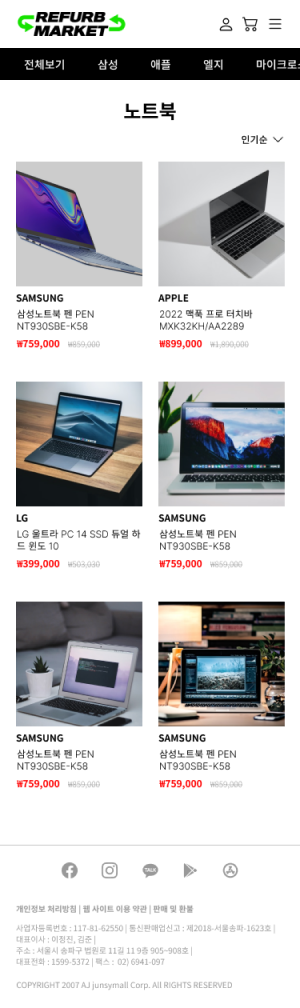 REFURB
MARKET
전체보기 삼성 애플 엘지 마이크로
노트북
인기순
SAMSUNG
삼성노트북 펜 PEN
NT930SBE-K58
₩759,000 ₩859,000
APPLE
2022 맥북 프로 터치바
MXK32KH/AA2289
₩899,000 ₩1,890,000
LG
LG 울트라 PC 14 SSD 듀얼 하
드 윈도 10
₩399,000 ₩503,030
SAMSUNG
삼성노트북 펜 PEN
NT930SBE-K58
₩759,000 ₩859,000
SAMSUNG
삼성노트북 펜 PEN
NT930SBE-K58
₩759,000 ₩859,000
SAMSUNG
삼성노트북 펜 PEN
NT930SBE-K58
₩759,000 ₩859,000
TALK
개인정보 처리방침 | 웹 사이트 이용 약관 | 판매 및 환불
사업자등록번호 : 117-81-62550 | 통신판매업신고 : 제2018-서울송파-1623호 |
대표이사 : 이정진, 김준 |
주소 : 서울시 송파구 법원로 11길 11 9층 905~908호 |
대표전화 : 1599-5372 | 팩스 : 02) 6941-097
COPYRIGHT 2007 AJ junsymall Corp. All RIGHTS RESERVED